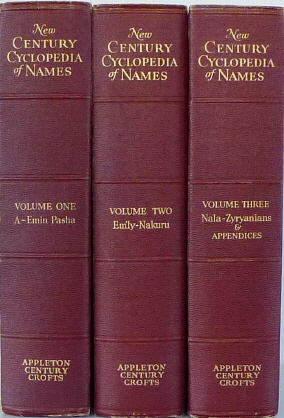 New
CENTURY
CYCLOPEDIA
of NAMES
VOLUME ONE
A-Emin Pasha
APPLETON
CENTURY
CROFTS
New
CENTURY
CYCLOPEDIA
of NAMES
VOLUME TWO
Emily-Nakuru
APPLETON
CENTURY
CROFTS
New
CENTURY
CYCLOPEDIA
of NAMES
VOLUME THREE
Nala-Zyryanians
&
APPENDICES
APPLETON
CENTURY
CROFTS